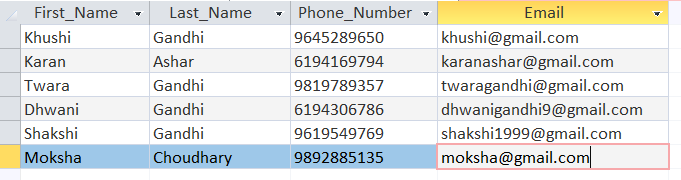 First_Name Last_Name Phone_Number Email
Khushi Gandhi 9645289650 khushi@gmail.com
Karan Ashar 6194169794 karanashar@gmail.com
Twara Gandhi 9819789357 twaragandhi@gmail.com
Dhwani Gandhi 6194306786 dhwanigandhi9@gmail.com
Shakshi Gandhi 9619549769 shakshi1999@gmail.com
Moksha Choudhary 9892885135 moksha@gmail.com